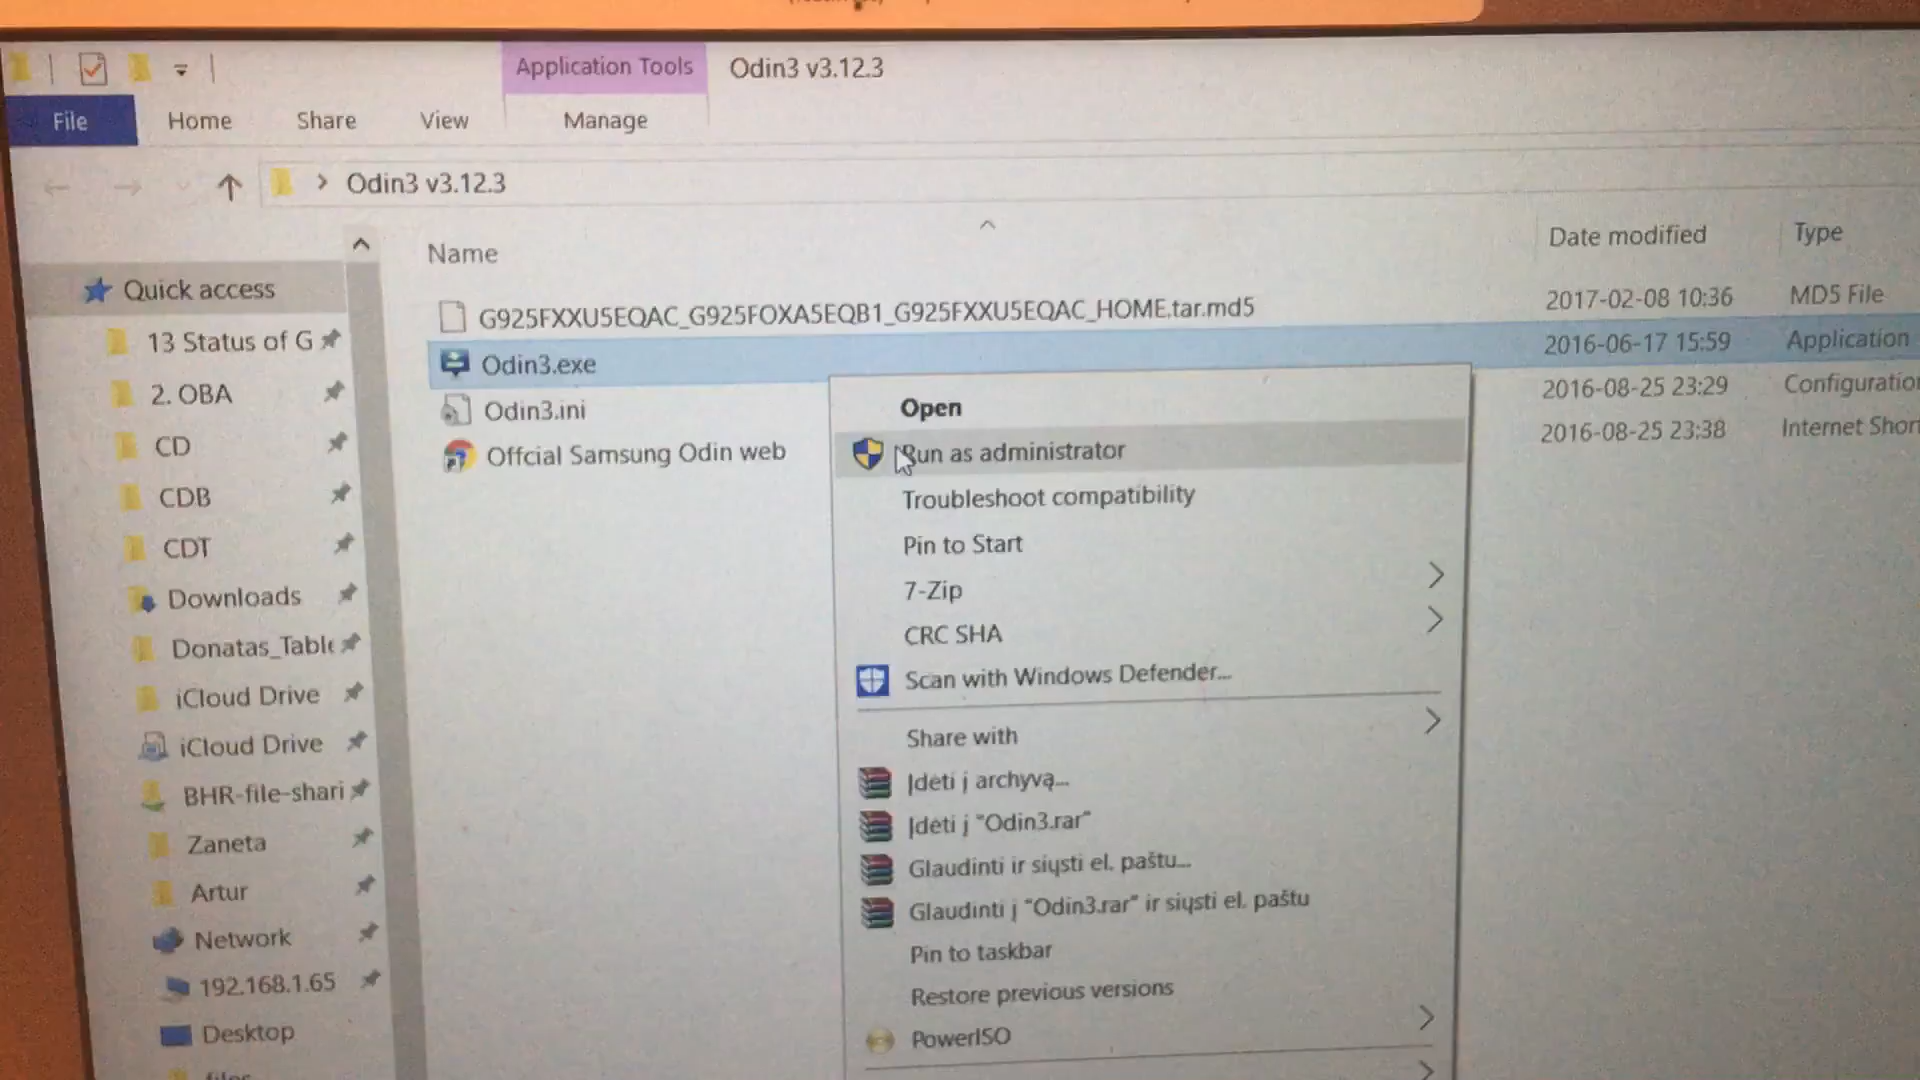 Application Tools
Odin3 v3.12.3
File
Home
Share
View
Manage
Odin3 v3.12.3
Name
Date modified
Type
Quick access
13 Status of G
2. OBA
CD
CDB
CDT
Downloads
Donatas_Table
iCloud Drive
iCloud Drive
BHR-file-shari
Zaneta
Artur
Network
192.168.1.65
Desktop
G925FXXU5EQAC_G925FOXA5EQB1_G925FXXU5EQAC_HOME.tar.md5
2017-02-08 10:36
MD5 File
Odin3.exe
2016-06-17 15:59
Application
Odin3.ini
2016-08-25 23:29
Configuration
Offcial Samsung Odin web
2016-08-25 23:38
Internet Shor
Open
Run as administrator
Troubleshoot compatibility
Pin to Start
7-Zip
CRC SHA
Scan with Windows Defender...
Share with
Įdėti į archyvą...
Įdėti į "Odin3.rar"
Glaudinti ir siųsti el. paštu...
Glaudinti į "Odin3.rar" ir siųsti el. paštu
Pin to taskbar
Restore previous versions
PowerISO